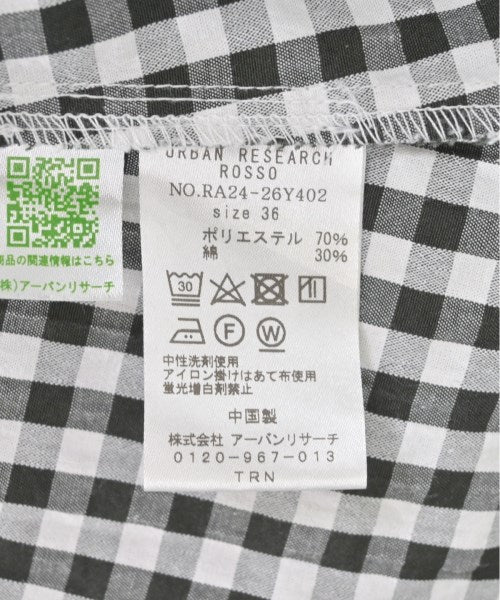 URBAN RESEARCH
ROSSO
NO.RA24-26Y402
size 36
ポリエステル 70%
綿 30%
30
F
W
中性洗剤使用
アイロン掛けはあて布使用
蛍光増白剤禁止
中国製
株式会社 アーバンリサーチ
0120-967-013
TRN
商品の関連情報はこちら
(株)アーバンリサーチ